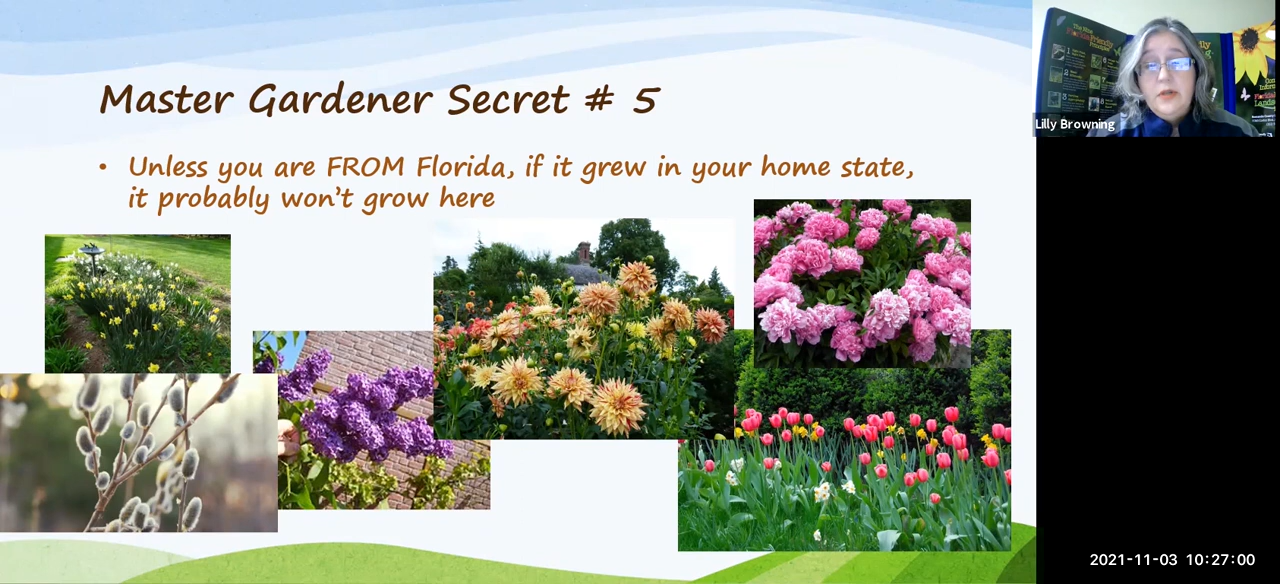 Master Gardener Secret # 5
• Unless you are FROM Florida, if it grew in your home state,
it probably won't grow here
Lilly Browning
2021-11-03 10:27:00